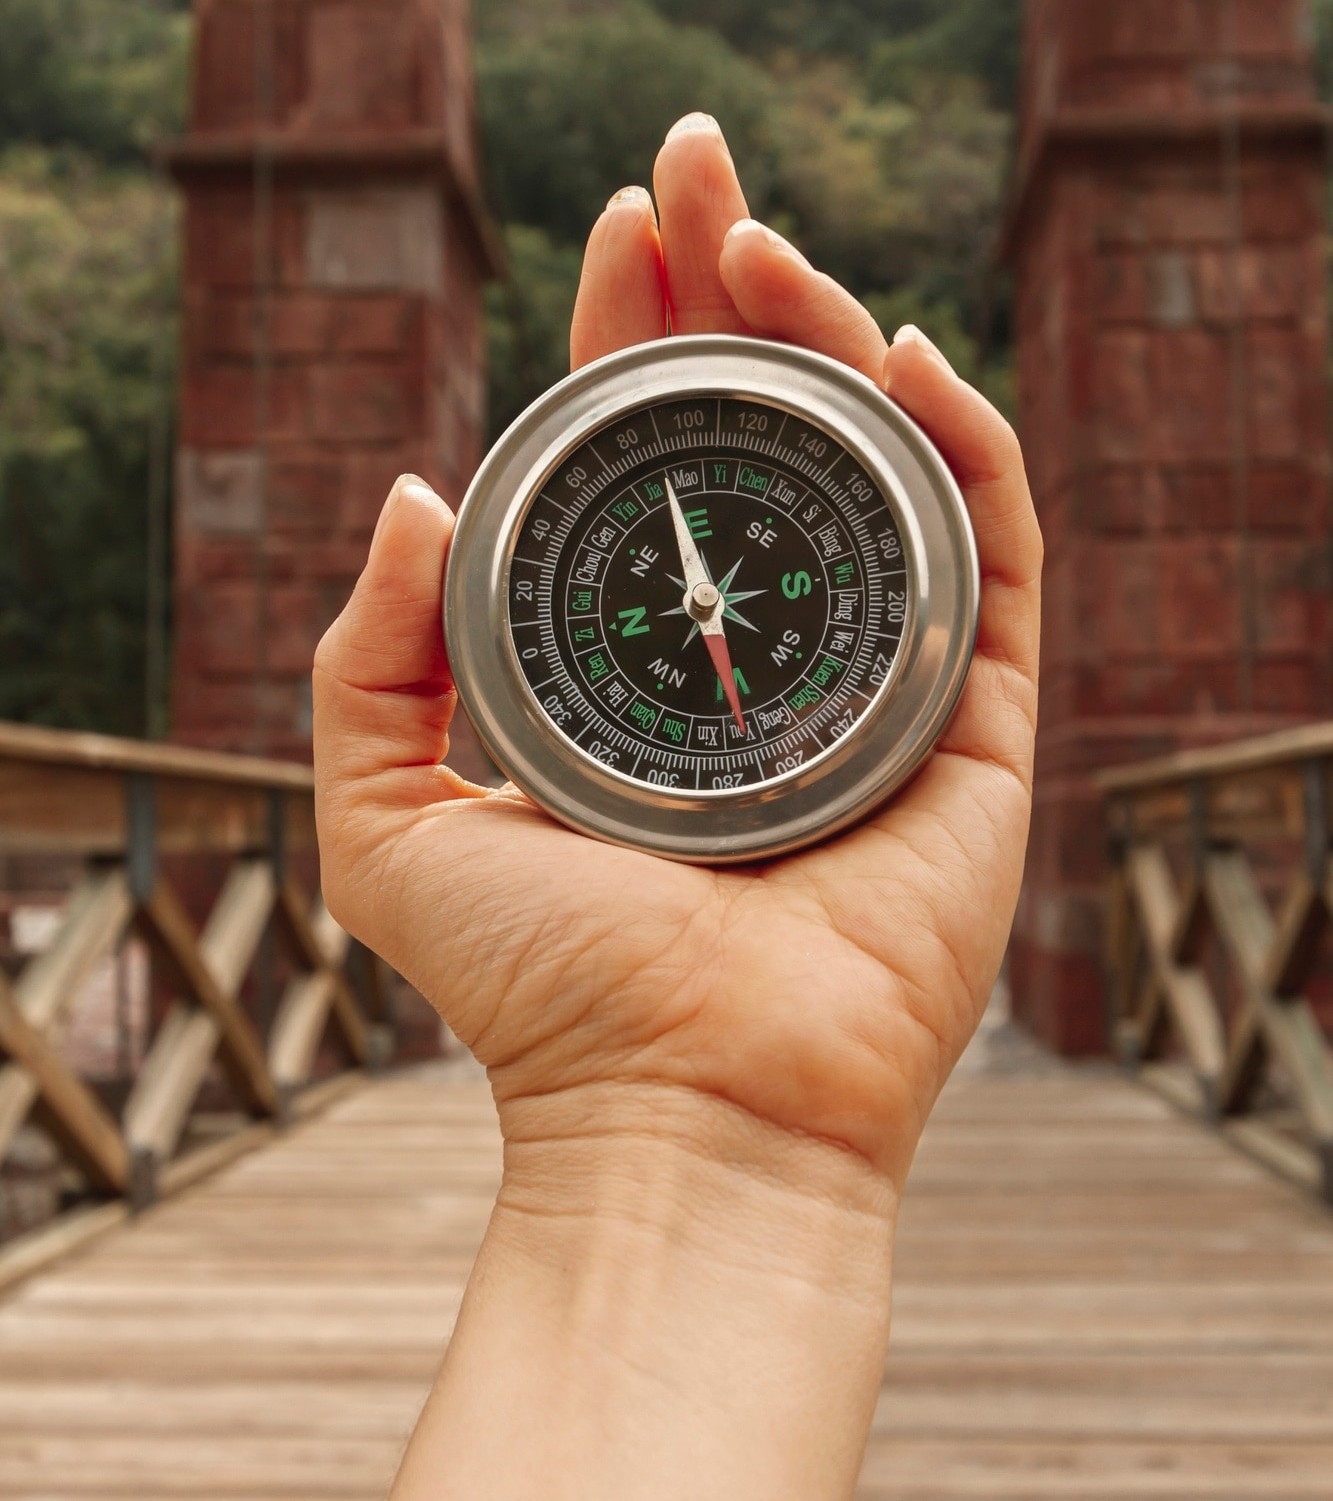 0
20
40
60
80
100
120
140
160
180
200
220
240
260
280
300
320
340
Zi
Gui
Chou
Gen
Yin
Jia
Mao
Yi
Chen
Xun
Si
Bing
Wu
Ding
Wei
Kuen
Shen
Geng
You
Xin
Shu
Qian
Hai
Ren
N
NE
E
SE
S
SW
W
NW